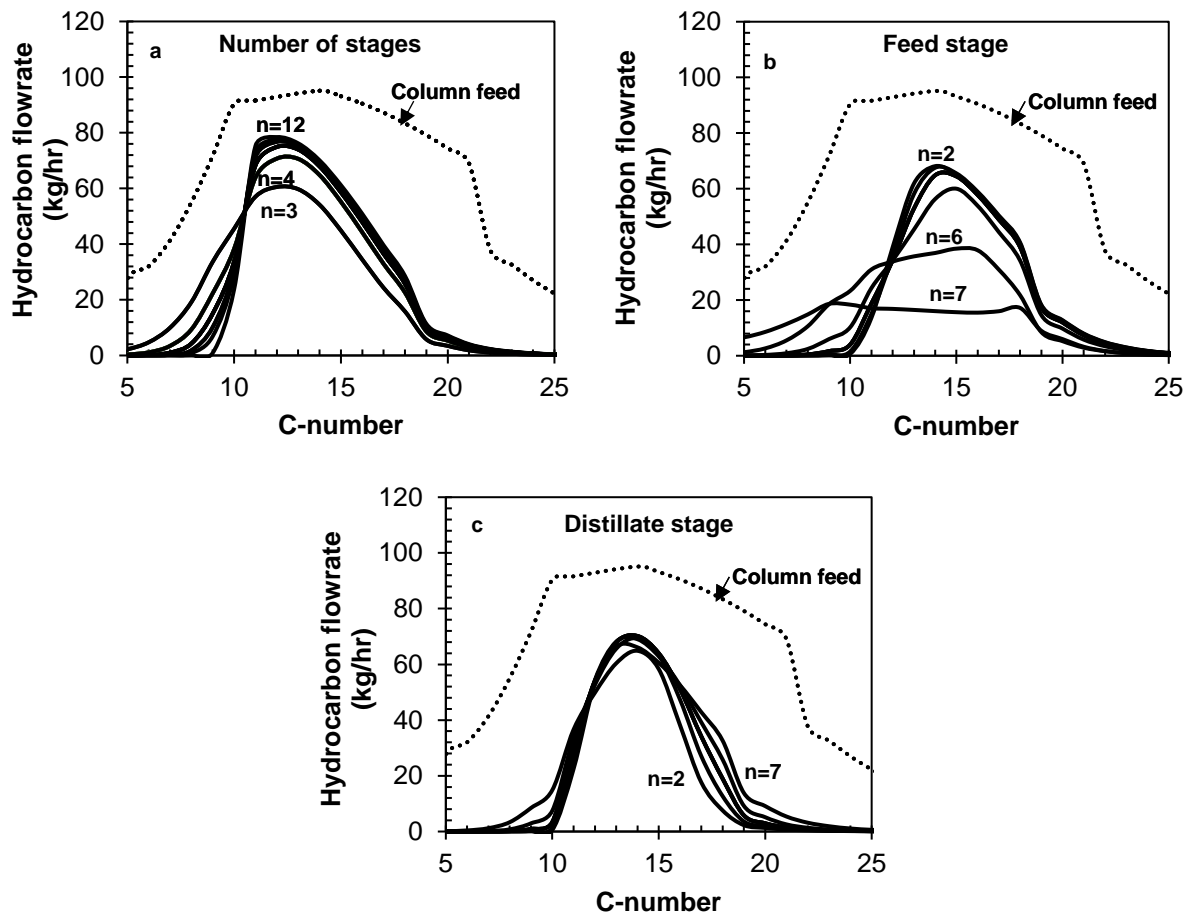 a
Number of stages
Column feed
n=12
n=4
n=3
120
100
80
60
40
20
0
5
10
15
20
25
Hydrocarbon flowrate
(kg/hr)
C-number
b
Feed stage
Column feed
n=2
n=6
n=7
120
100
80
60
40
20
0
5
10
15
20
25
Hydrocarbon flowrate
(kg/hr)
C-number
c
Distillate stage
Column feed
n=2
n=7
120
100
80
60
40
20
0
5
10
15
20
25
Hydrocarbon flowrate
(kg/hr)
C-number